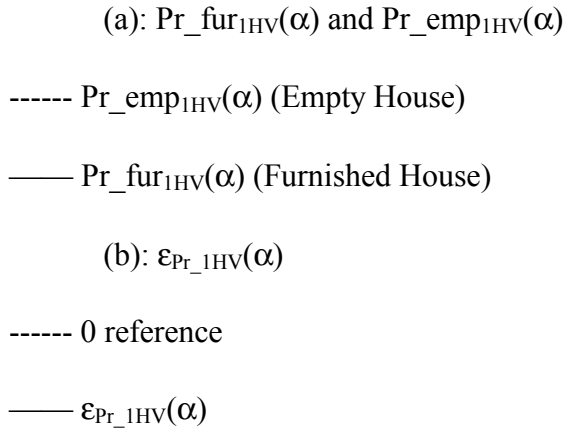 (a): Pr_fur1HV(α) and Pr_emp1HV(α)
------ Pr_emp1HV(α) (Empty House)
—— Pr_fur1HV(α) (Furnished House)
(b): εPr_1HV(α)
------ 0 reference
—— εPr_1HV(α)